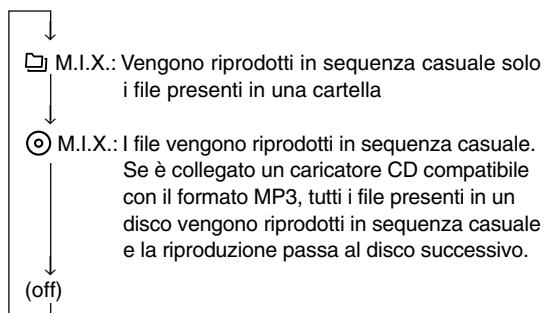 M.I.X.: Vengono riprodotti in sequenza casuale solo
i file presenti in una cartella
M.I.X.: I file vengono riprodotti in sequenza casuale.
Se è collegato un caricatore CD compatibile
con il formato MP3, tutti i file presenti in un
disco vengono riprodotti in sequenza casuale
e la riproduzione passa al disco successivo.
(off)